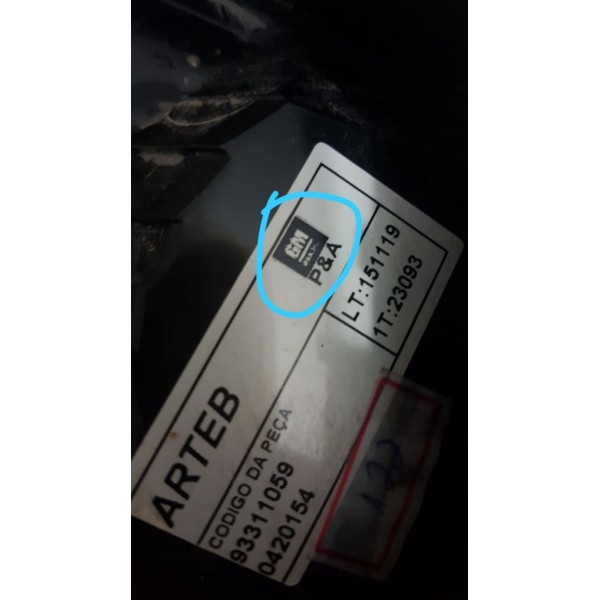 GM
P&A
LT:151119
1T:23093
ARTEB
CODIGO DA PEÇA
93311059
0420154